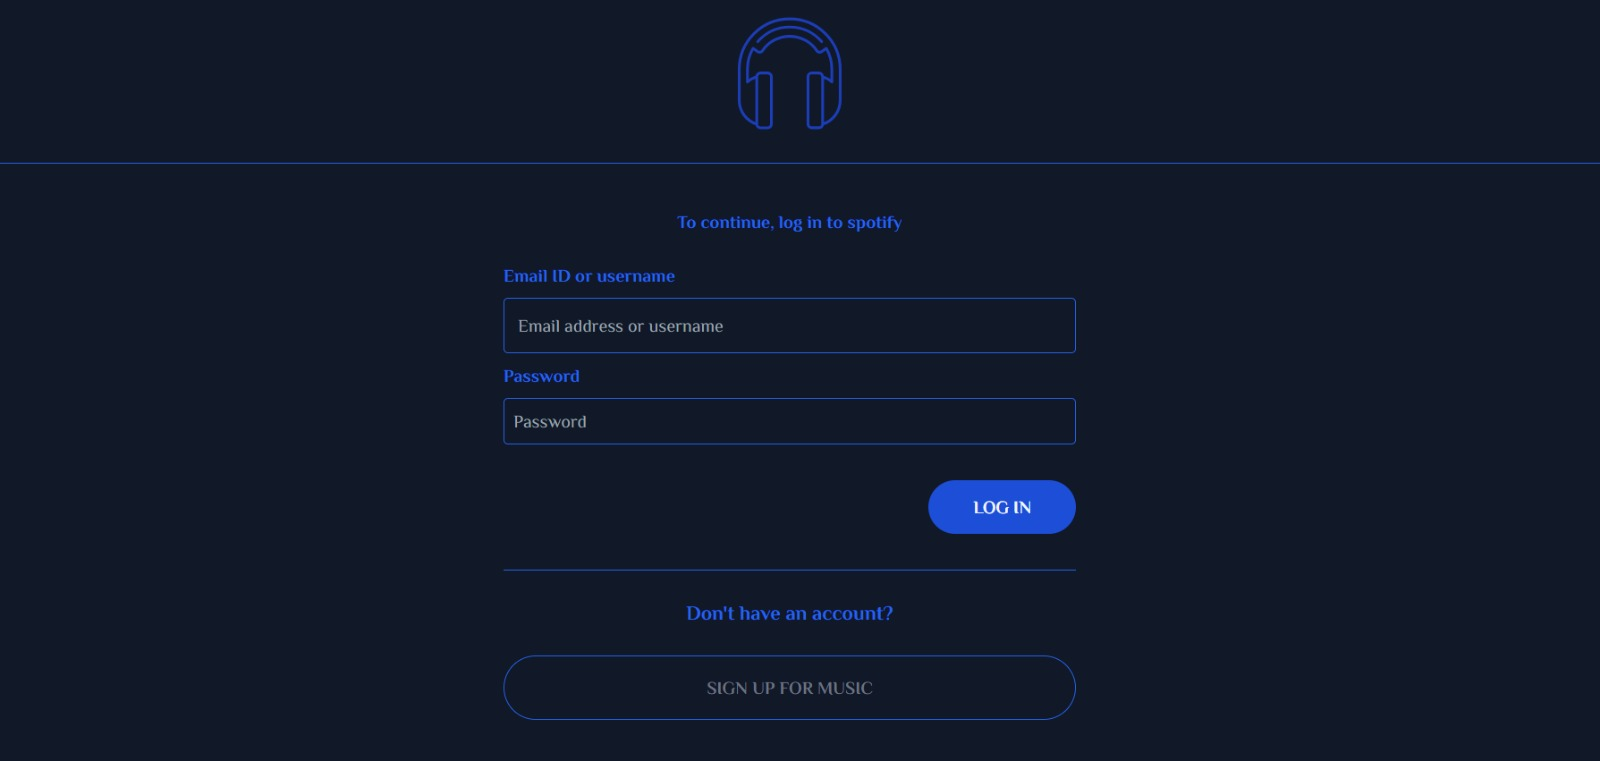 To continue, log in to spotify
Email ID or username
Email address or username
Password
Password
LOG IN
Don't have an account?
SIGN UP FOR MUSIC